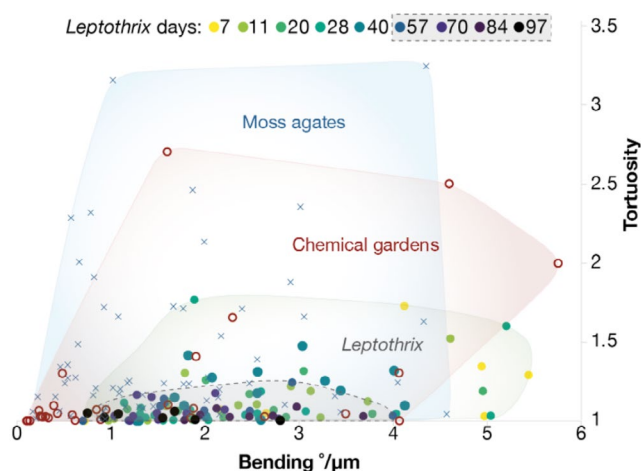 Leptothrix days: 7 11 20 28 40 57 70 84 97
3.5
Moss agates
3
2.5
Chemical gardens
2
Leptothrix
1.5
1
0 1 2 3 4 5 6
Bending °/µm
Tortuosity